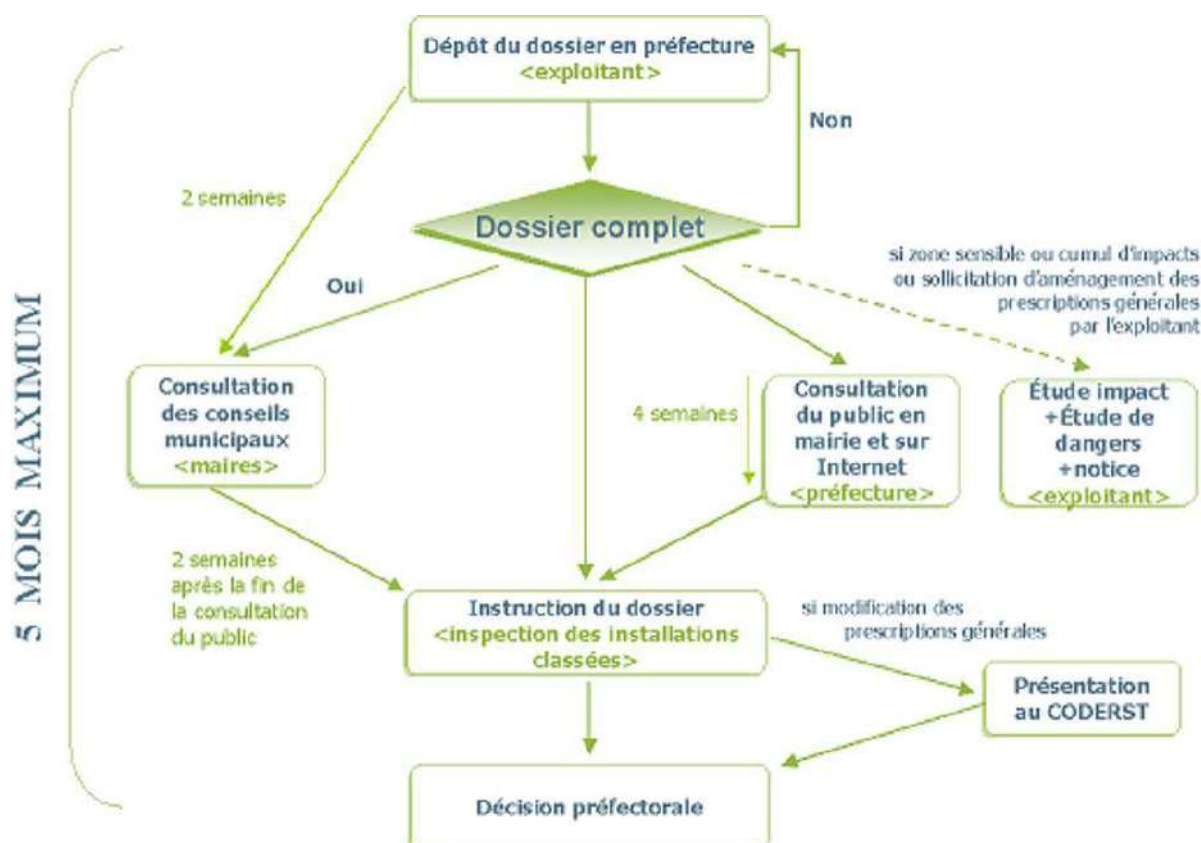 Dépôt du dossier en préfecture
<exploitant>
Non
2 semaines
Dossier complet
si zone sensible ou cumul d'impacts
ou sollicitation d'aménagement des
prescriptions générales
par l'exploitant
Oui
5 MOIS MAXIMUM
Consultation
des conseils
municipaux
<maires>
4 semaines
Consultation
du public en
mairie et sur
Internet
<préfecture>
Étude impact
+Étude de
dangers
+notice
<exploitant>
2 semaines
après la fin de
la consultation
du public
Instruction du dossier
<inspection des installations
classées>
si modification des
prescriptions générales
Présentation
au CODERST
Décision préfectorale